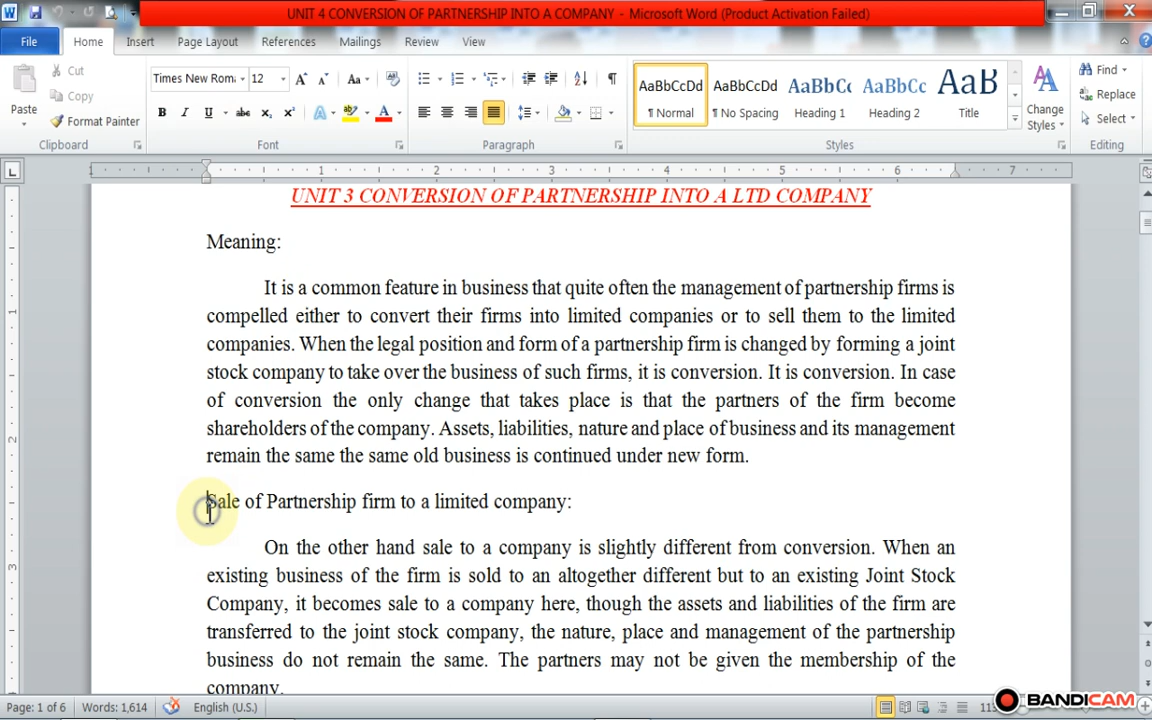 UNIT 4 CONVERSION OF PARTNERSHIP INTO A COMPANY - Microsoft Word (Product Activation Failed)
File Home Insert Page Layout References Mailings Review View
Cut
Copy
Paste
Format Painter
Clipboard
Times New Rom 12
Font
Paragraph
AaBbCcDd AaBbCcDd AaBbCc AaBbCc AaB
¶ Normal ¶ No Spacing Heading 1 Heading 2 Title
Change
Styles
Styles
Find
Replace
Select
Editing
UNIT 3 CONVERSION OF PARTNERSHIP INTO A LTD COMPANY
Meaning:
It is a common feature in business that quite often the management of partnership firms is
compelled either to convert their firms into limited companies or to sell them to the limited
companies. When the legal position and form of a partnership firm is changed by forming a joint
stock company to take over the business of such firms, it is conversion. It is conversion. In case
of conversion the only change that takes place is that the partners of the firm become
shareholders of the company. Assets, liabilities, nature and place of business and its management
remain the same the same old business is continued under new form.
Sale of Partnership firm to a limited company:
On the other hand sale to a company is slightly different from conversion. When an
existing business of the firm is sold to an altogether different but to an existing Joint Stock
Company, it becomes sale to a company here, though the assets and liabilities of the firm are
transferred to the joint stock company, the nature, place and management of the partnership
business do not remain the same. The partners may not be given the membership of the
company.
Page: 1 of 6 Words: 1,614 English (U.S.)
BANDICAM